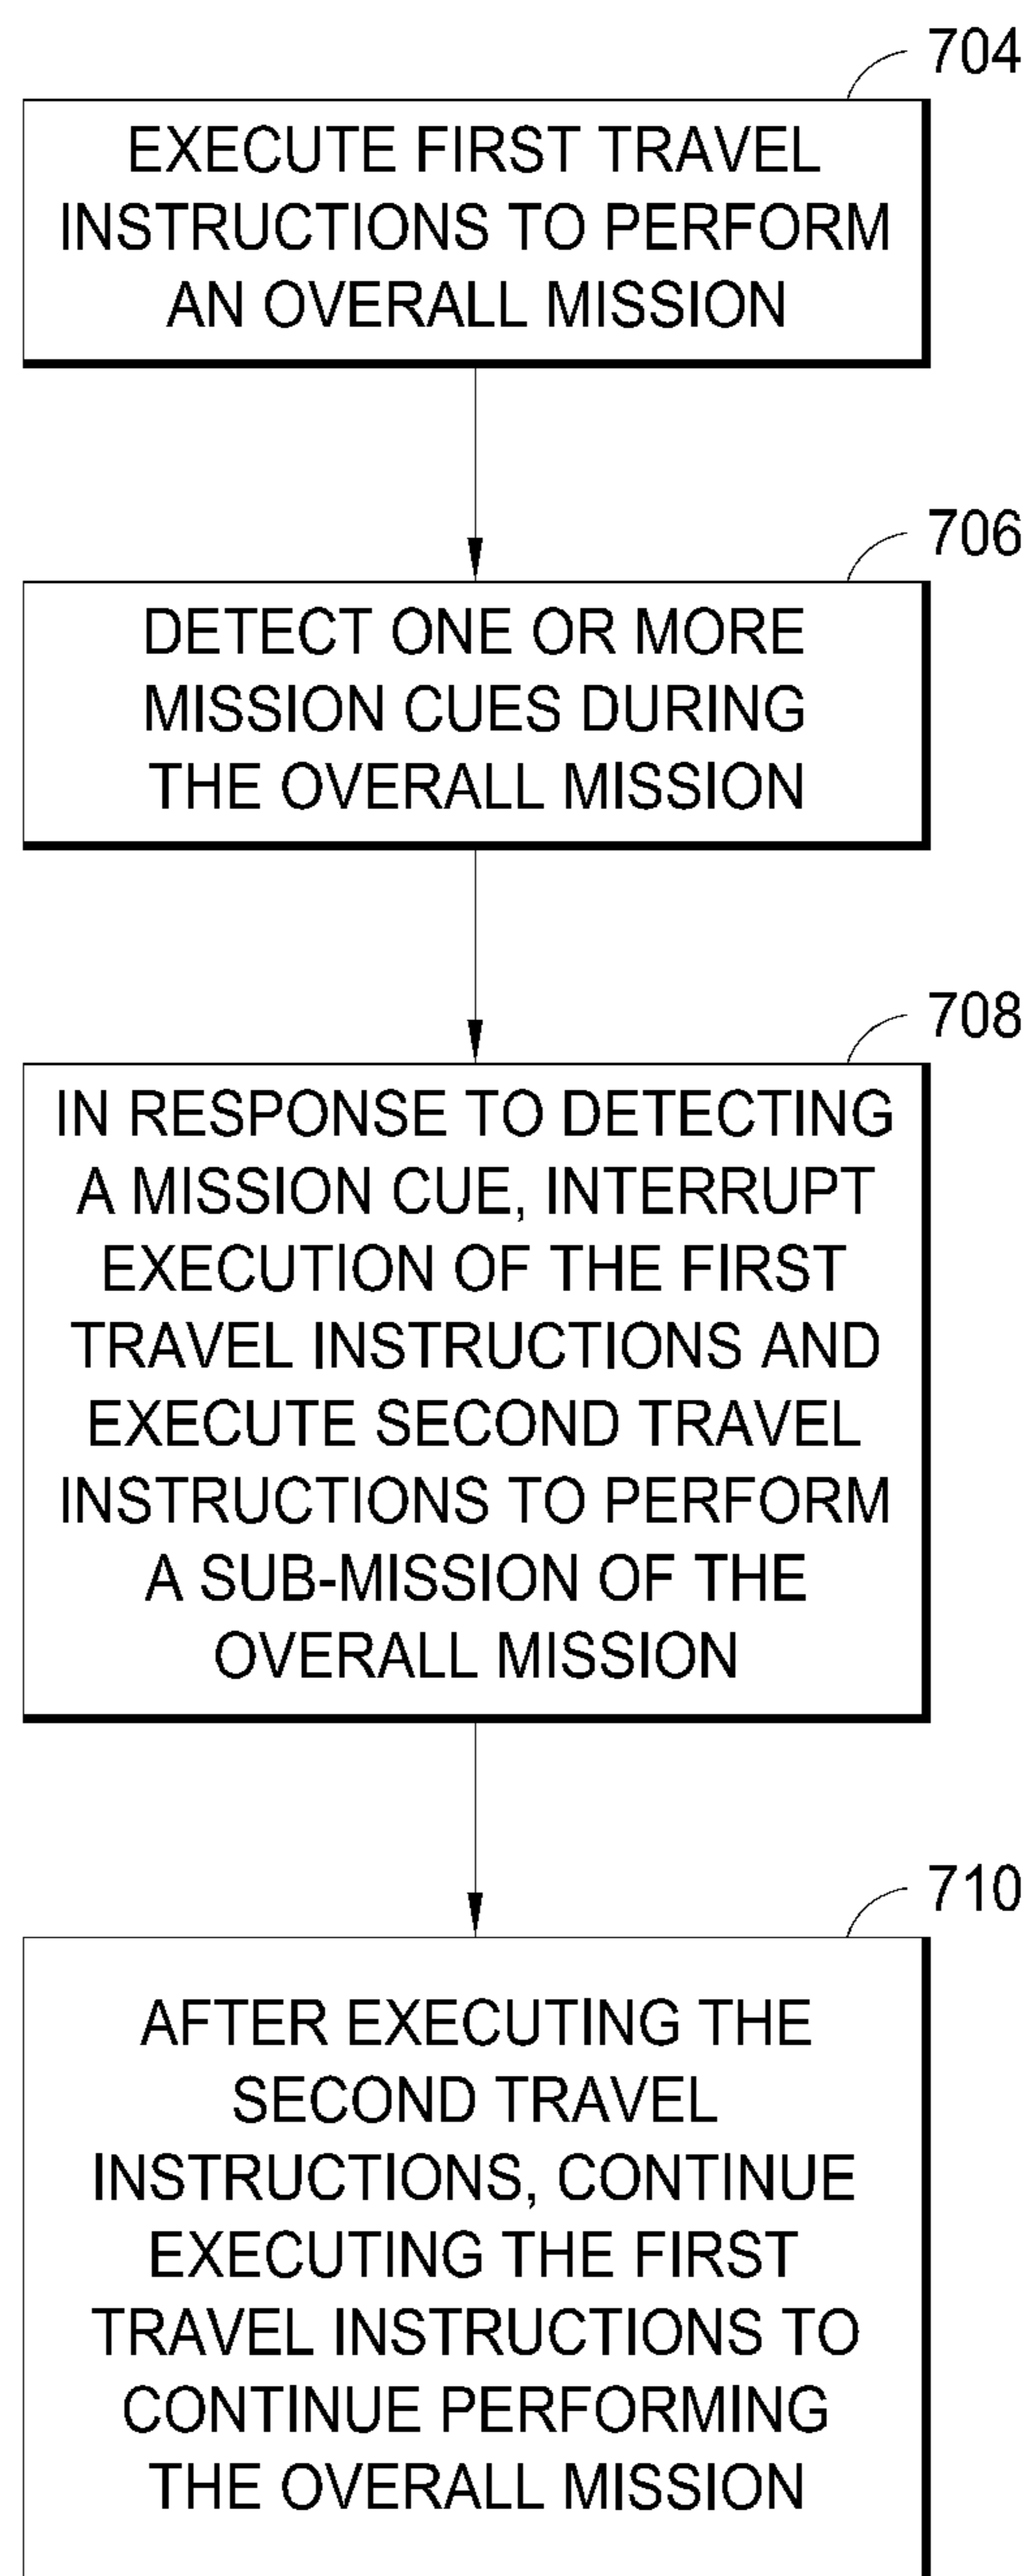 704
EXECUTE FIRST TRAVEL
INSTRUCTIONS TO PERFORM
AN OVERALL MISSION
706
DETECT ONE OR MORE
MISSION CUES DURING
THE OVERALL MISSION
708
IN RESPONSE TO DETECTING
A MISSION CUE, INTERRUPT
EXECUTION OF THE FIRST
TRAVEL INSTRUCTIONS AND
EXECUTE SECOND TRAVEL
INSTRUCTIONS TO PERFORM
A SUB-MISSION OF THE
OVERALL MISSION
710
AFTER EXECUTING THE
SECOND TRAVEL
INSTRUCTIONS, CONTINUE
EXECUTING THE FIRST
TRAVEL INSTRUCTIONS TO
CONTINUE PERFORMING
THE OVERALL MISSION